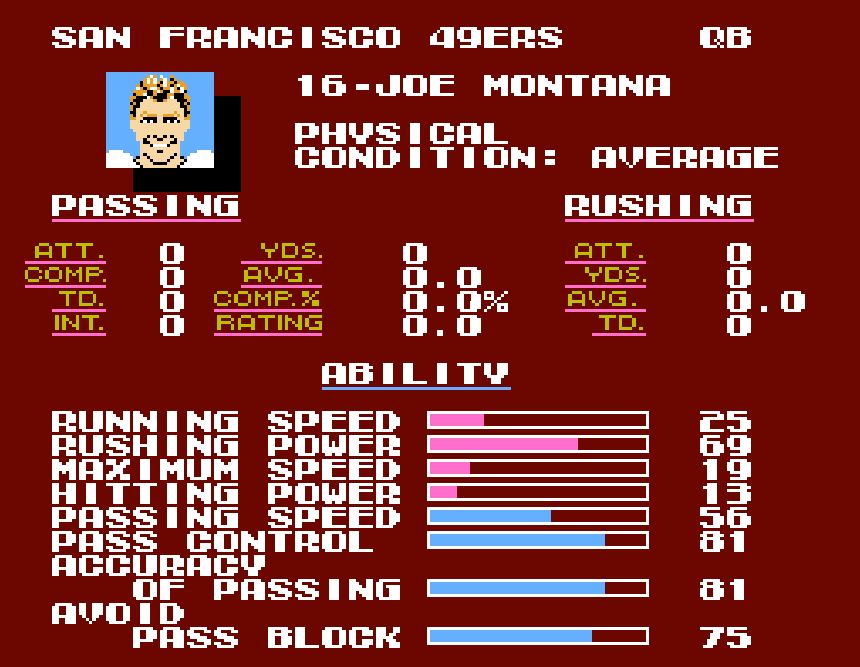 SAN FRANCISCO 49ERS QB
16-JOE MONTANA
PHYSICAL
CONDITION: AVERAGE
PASSING RUSHING
ATT. 0 YDS. 0 ATT. 0
COMP. 0 AVG. 0.0 YDS. 0
TD. 0 COMP.% 0.0% AVG. 0.0
INT. 0 RATING 0.0 TD. 0
ABILITY
RUNNING SPEED 25
RUSHING POWER 69
MAXIMUM SPEED 19
HITTING POWER 13
PASSING SPEED 56
PASS CONTROL 81
ACCURACY
OF PASSING 81
AVOID
PASS BLOCK 75